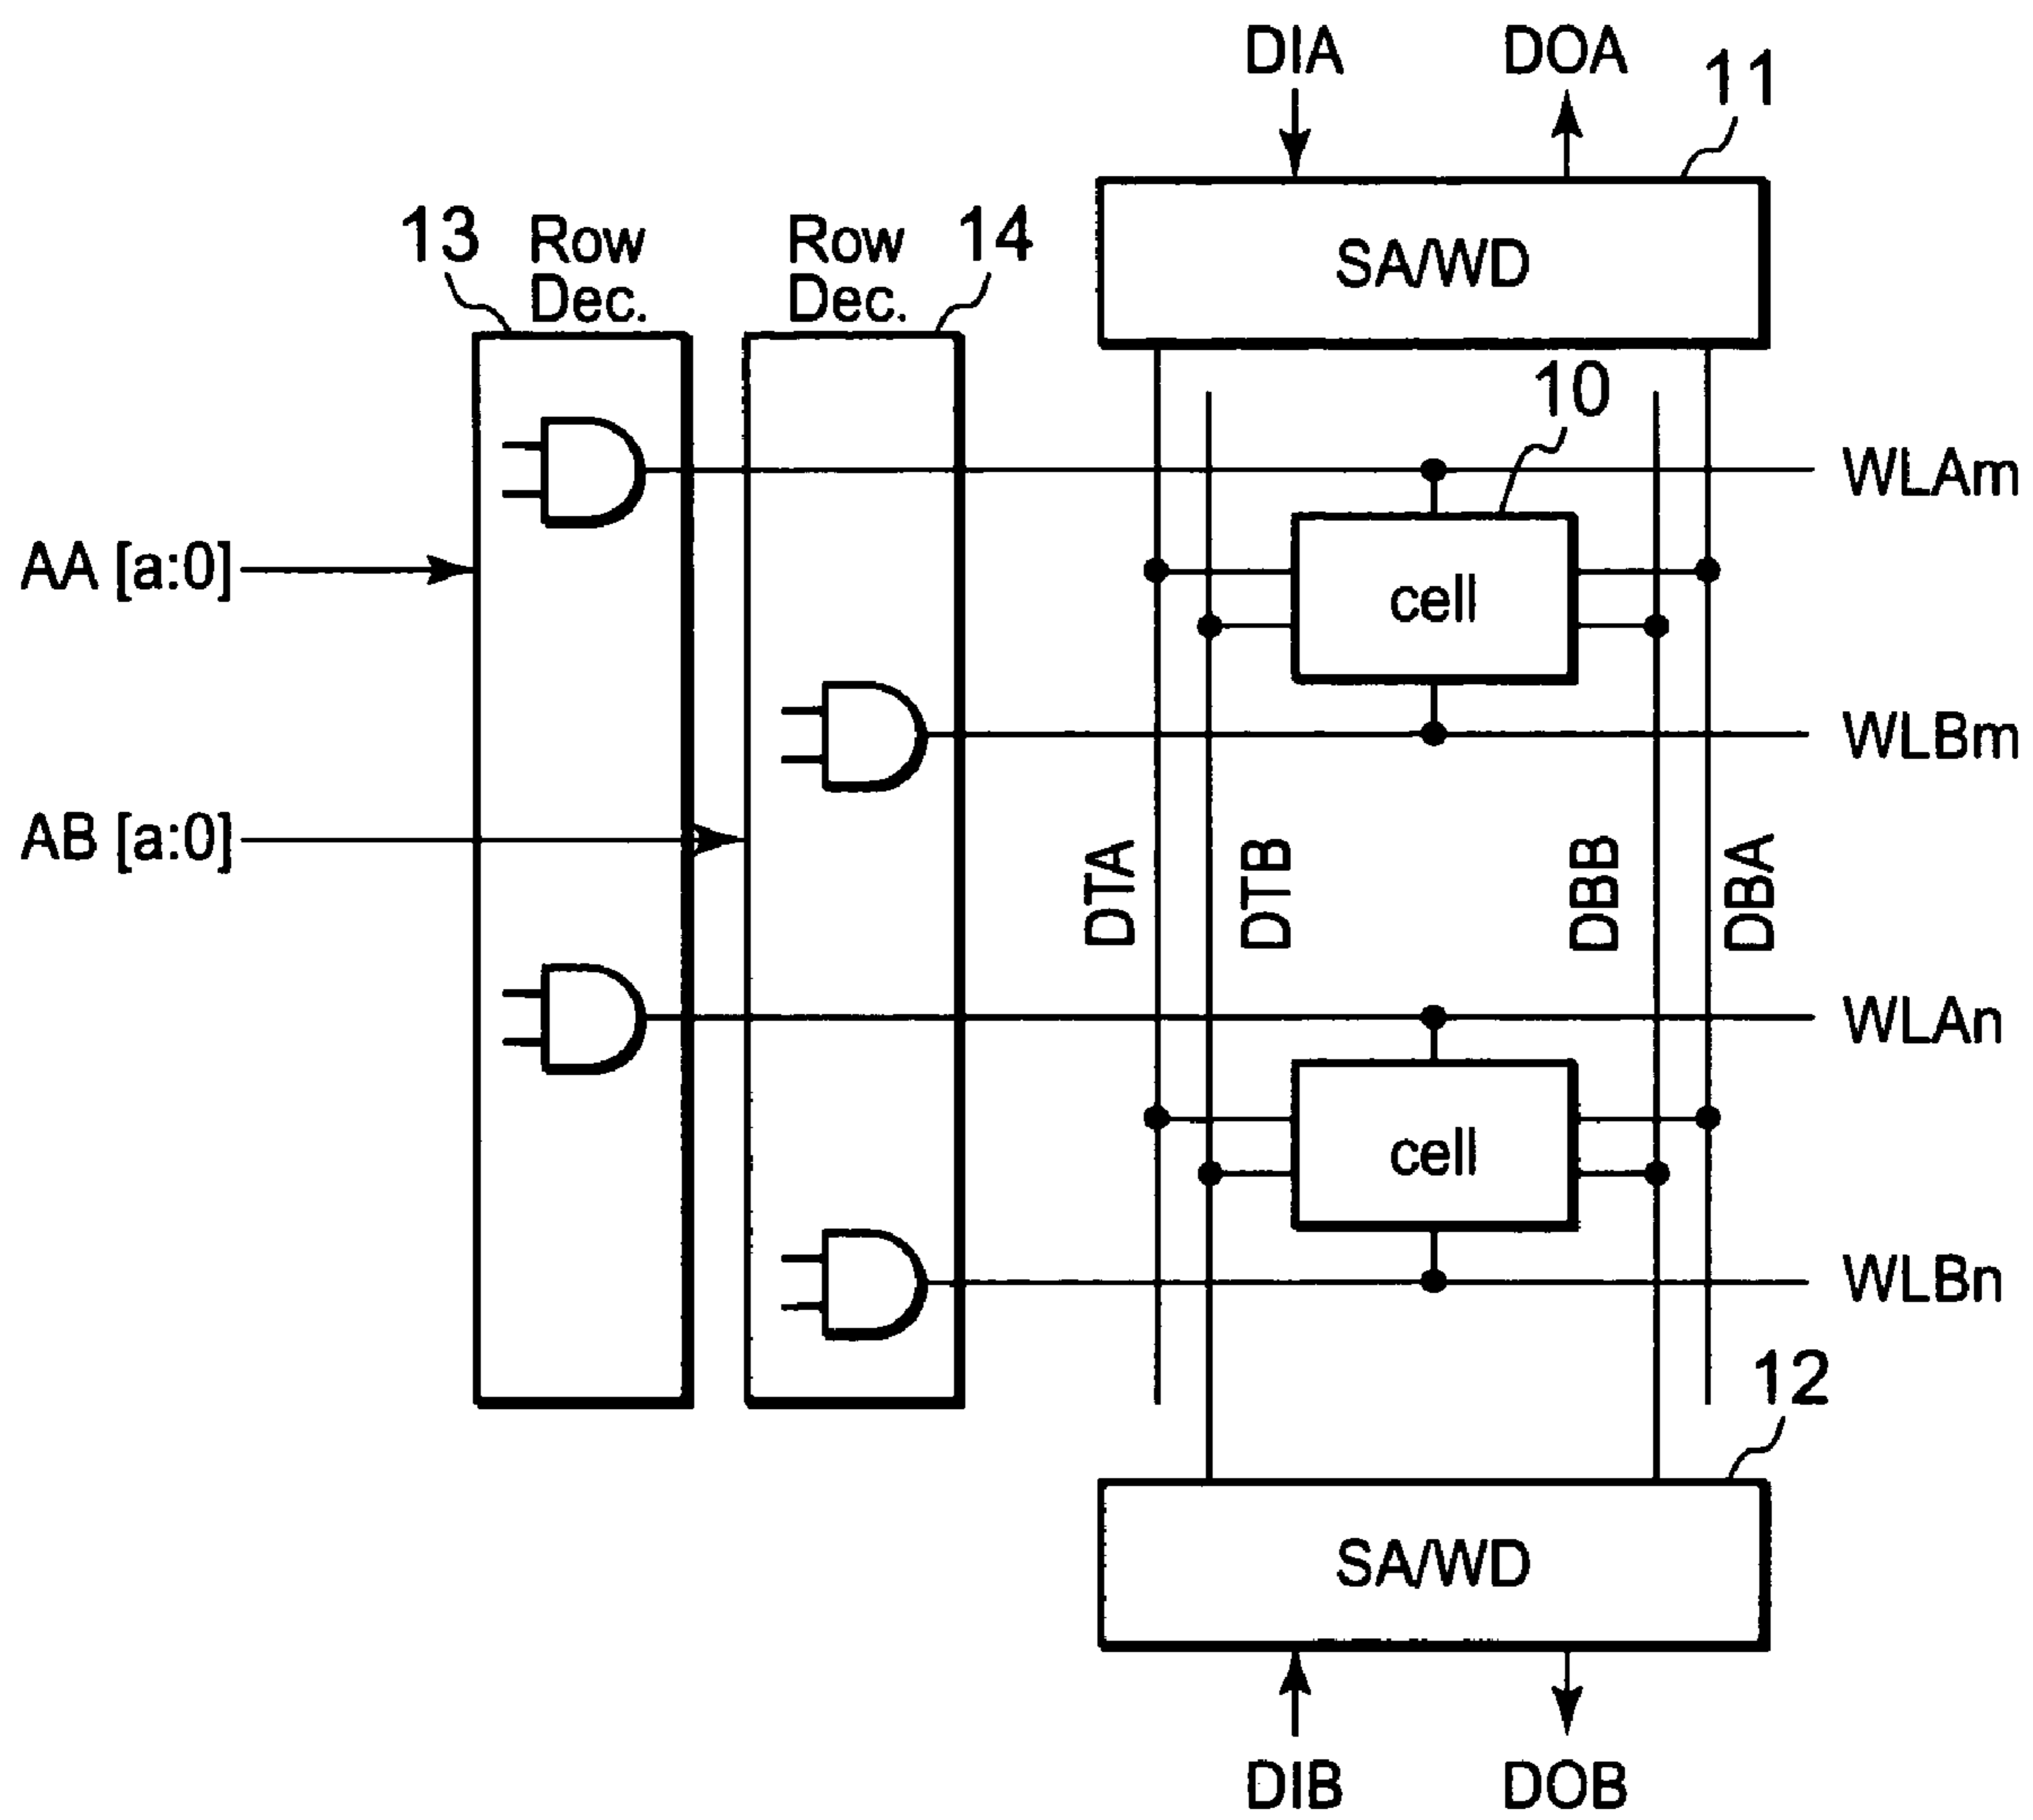 DIA DOA 11
SA/WD
13 Row Dec.
Row Dec. 14
10
WLAm
AA [a:0]
cell
WLBm
AB [a:0]
DTA DTB DBB DBA
WLAn
cell
WLBn
12
SA/WD
DIB DOB